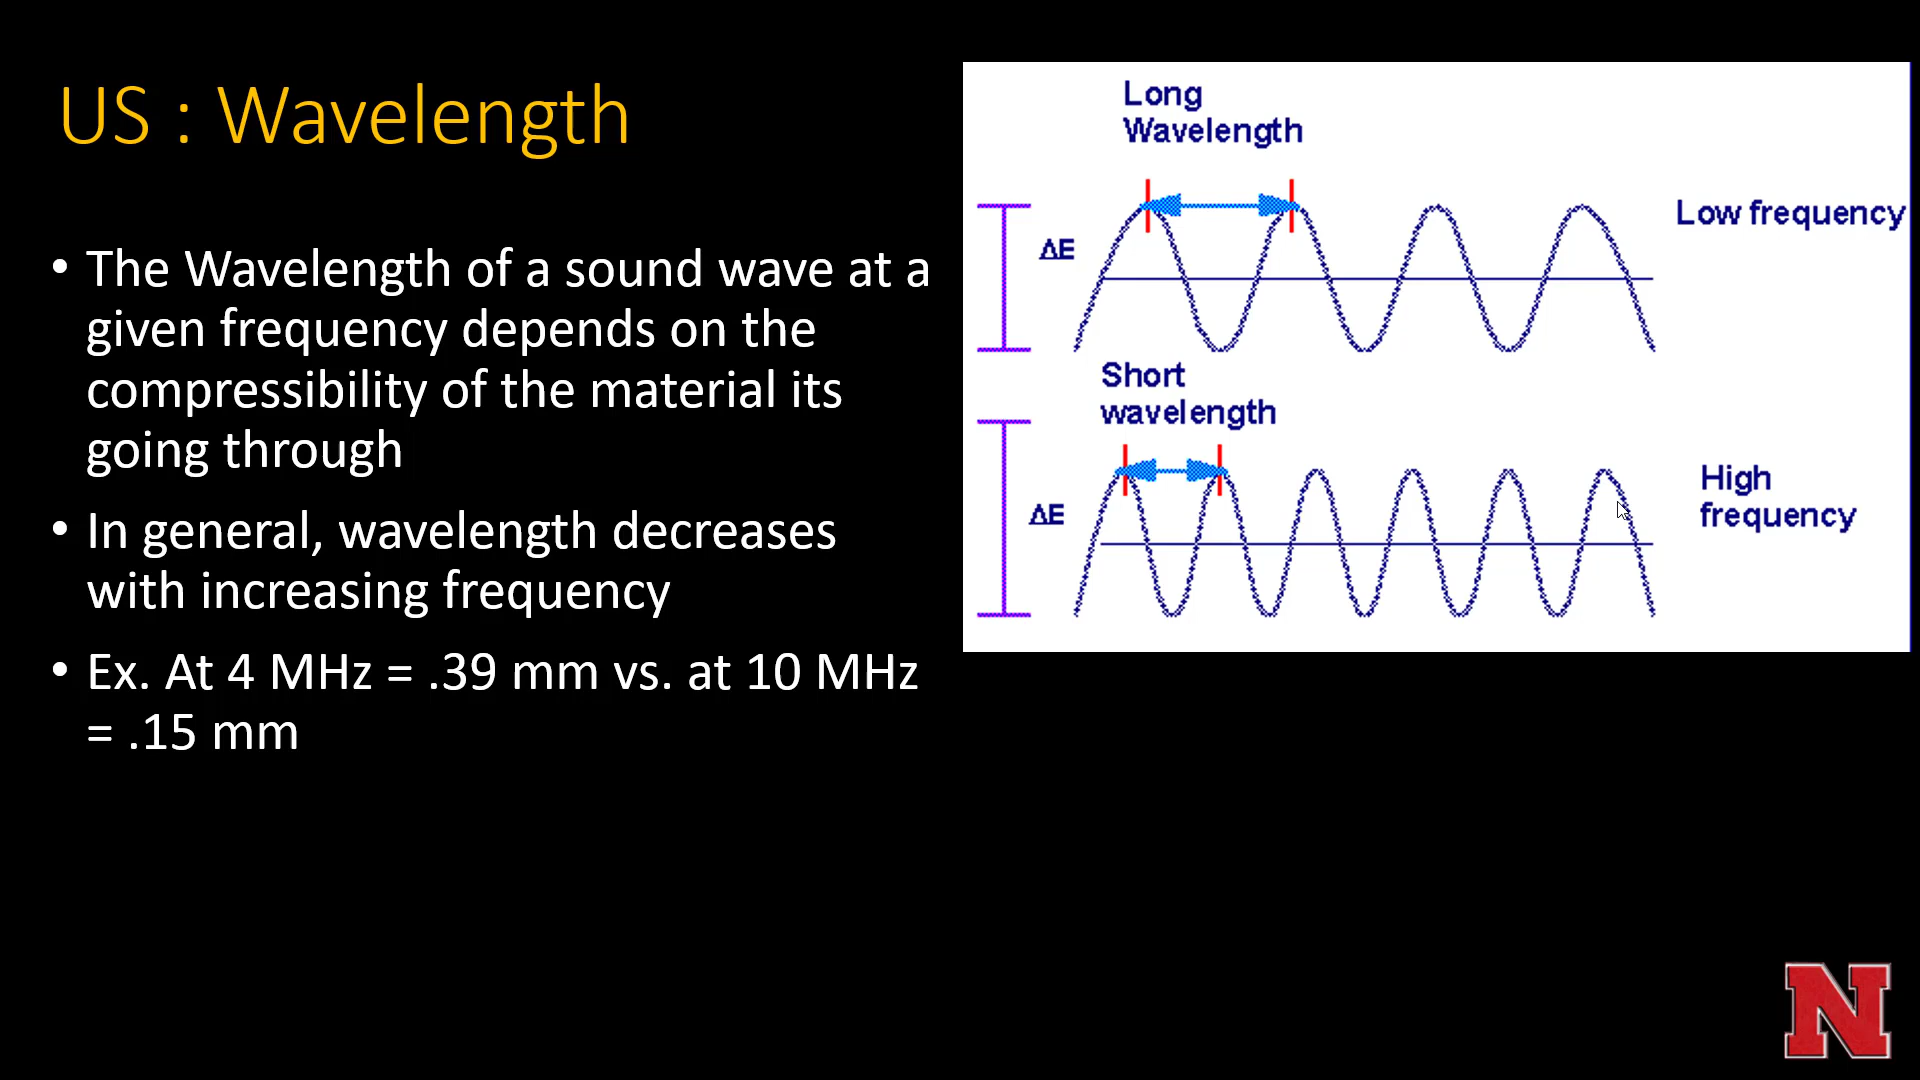 US : Wavelength
• The Wavelength of a sound wave at a
given frequency depends on the
compressibility of the material its
going through
• In general, wavelength decreases
with increasing frequency
• Ex. At 4 MHz = .39 mm vs. at 10 MHz
= .15 mm
Long
Wavelength
Low frequency
ΔE
Short
wavelength
High
frequency
ΔE
N